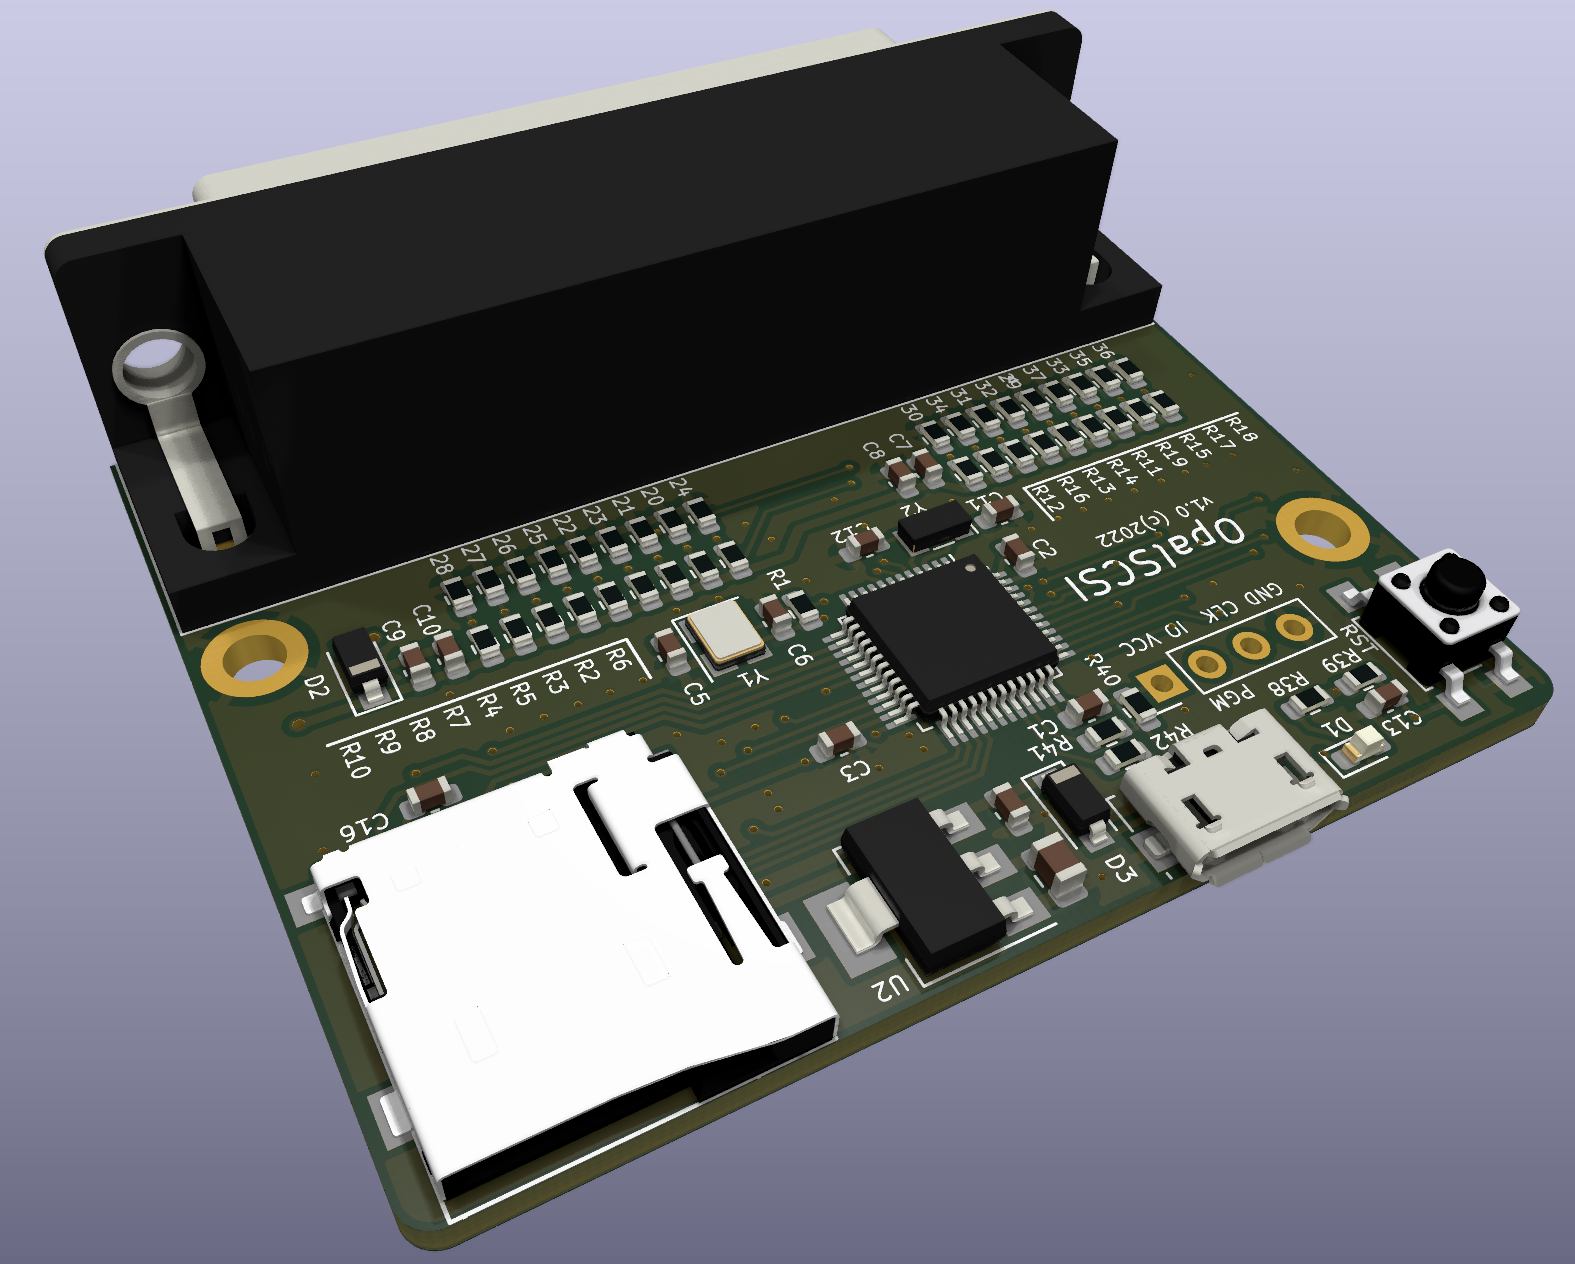 36
35
33
37
29
32
31
34
30
C7
C8
R18
R17
R15
R19
R11
R14
R13
R16
R12
24
20
21
23
22
25
26
27
28
C11
Y2
C12
C2
v1.0 (c)2022
OpalSCSI
C10
C9
D2
R1
C6
Y1
C5
R6
R2
R3
R5
R4
R7
R8
R9
R10
GND CLK IO VCC
PGM
RST
R39
R38
C13
D1
R40
R42
C1
R41
D3
C3
C16
U2